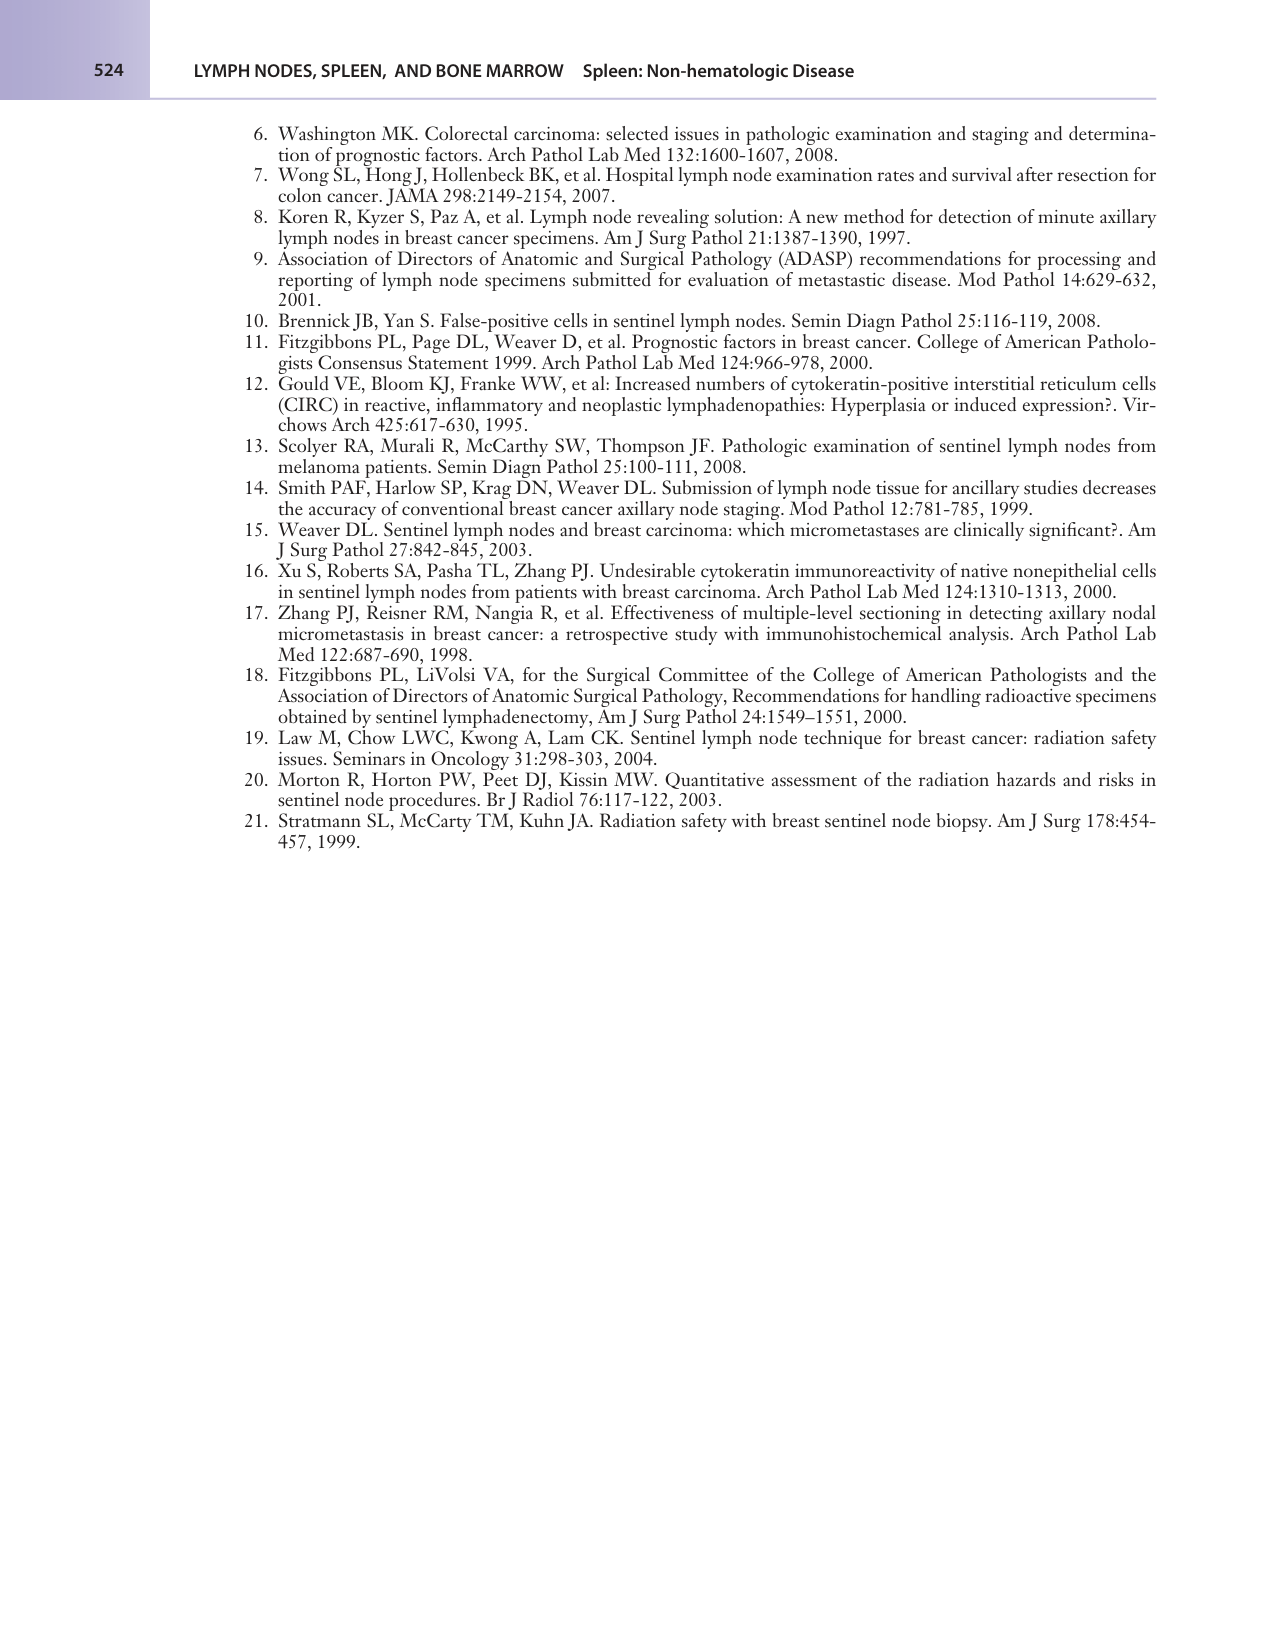 524
LYMPH NODES, SPLEEN, AND BONE MARROW Spleen: Non-hematologic Disease
6. Washington MK. Colorectal carcinoma: selected issues in pathologic examination and staging and determina-
tion of prognostic factors. Arch Pathol Lab Med 132:1600-1607, 2008.
7. Wong SL, Hong J, Hollenbeck BK, et al. Hospital lymph node examination rates and survival after resection for
colon cancer. JAMA 298:2149-2154, 2007.
8. Koren R, Kyzer S, Paz A, et al. Lymph node revealing solution: A new method for detection of minute axillary
lymph nodes in breast cancer specimens. Am J Surg Pathol 21:1387-1390, 1997.
9. Association of Directors of Anatomic and Surgical Pathology (ADASP) recommendations for processing and
reporting of lymph node specimens submitted for evaluation of metastastic disease. Mod Pathol 14:629-632,
2001.
10. Brennick JB, Yan S. False-positive cells in sentinel lymph nodes. Semin Diagn Pathol 25:116-119, 2008.
11. Fitzgibbons PL, Page DL, Weaver D, et al. Prognostic factors in breast cancer. College of American Patholo-
gists Consensus Statement 1999. Arch Pathol Lab Med 124:966-978, 2000.
12. Gould VE, Bloom KJ, Franke WW, et al: Increased numbers of cytokeratin-positive interstitial reticulum cells
(CIRC) in reactive, inflammatory and neoplastic lymphadenopathies: Hyperplasia or induced expression?. Vir-
chows Arch 425:617-630, 1995.
13. Scolyer RA, Murali R, McCarthy SW, Thompson JF. Pathologic examination of sentinel lymph nodes from
melanoma patients. Semin Diagn Pathol 25:100-111, 2008.
14. Smith PAF, Harlow SP, Krag DN, Weaver DL. Submission of lymph node tissue for ancillary studies decreases
the accuracy of conventional breast cancer axillary node staging. Mod Pathol 12:781-785, 1999.
15. Weaver DL. Sentinel lymph nodes and breast carcinoma: which micrometastases are clinically significant?. Am
J Surg Pathol 27:842-845, 2003.
16. Xu S, Roberts SA, Pasha TL, Zhang PJ. Undesirable cytokeratin immunoreactivity of native nonepithelial cells
in sentinel lymph nodes from patients with breast carcinoma. Arch Pathol Lab Med 124:1310-1313, 2000.
17. Zhang PJ, Reisner RM, Nangia R, et al. Effectiveness of multiple-level sectioning in detecting axillary nodal
micrometastasis in breast cancer: a retrospective study with immunohistochemical analysis. Arch Pathol Lab
Med 122:687-690, 1998.
18. Fitzgibbons PL, LiVolsi VA, for the Surgical Committee of the College of American Pathologists and the
Association of Directors of Anatomic Surgical Pathology, Recommendations for handling radioactive specimens
obtained by sentinel lymphadenectomy, Am J Surg Pathol 24:1549–1551, 2000.
19. Law M, Chow LWC, Kwong A, Lam CK. Sentinel lymph node technique for breast cancer: radiation safety
issues. Seminars in Oncology 31:298-303, 2004.
20. Morton R, Horton PW, Peet DJ, Kissin MW. Quantitative assessment of the radiation hazards and risks in
sentinel node procedures. Br J Radiol 76:117-122, 2003.
21. Stratmann SL, McCarty TM, Kuhn JA. Radiation safety with breast sentinel node biopsy. Am J Surg 178:454-
457, 1999.